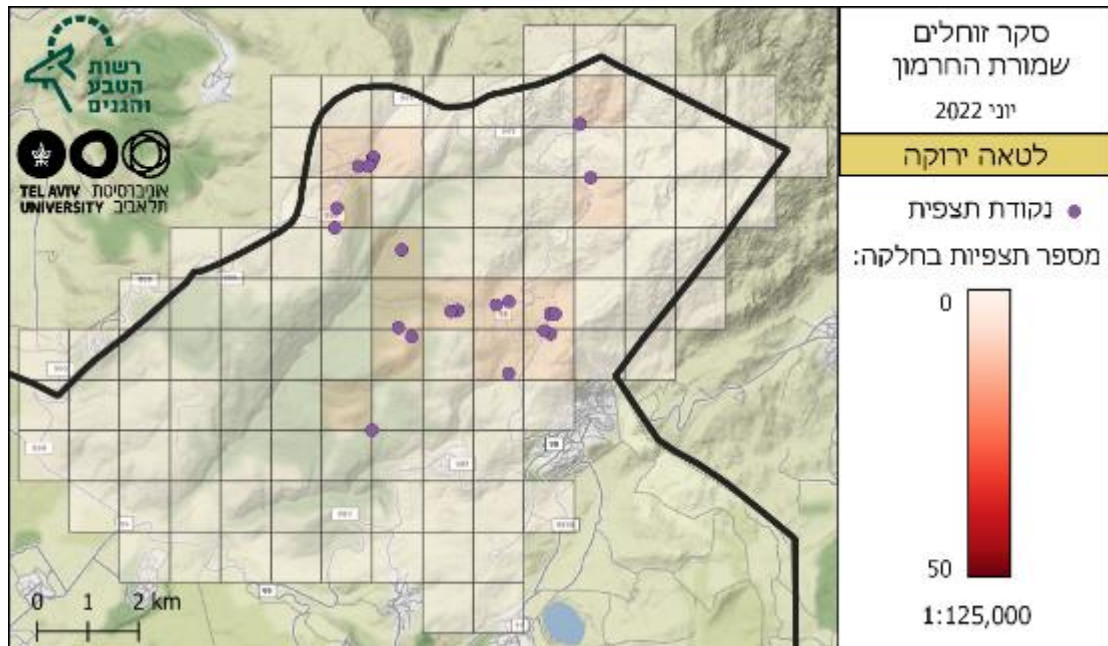 רשות
הטבע
והגנים
TEL AVIV אוניברסיטת
UNIVERSITY תל אביב
0 1 2 km
סקר זוחלים
שמורת החרמון
יוני 2022
לטאה ירוקה
נקודת תצפית
מספר תצפיות בחלקה:
0
50
1:125,000